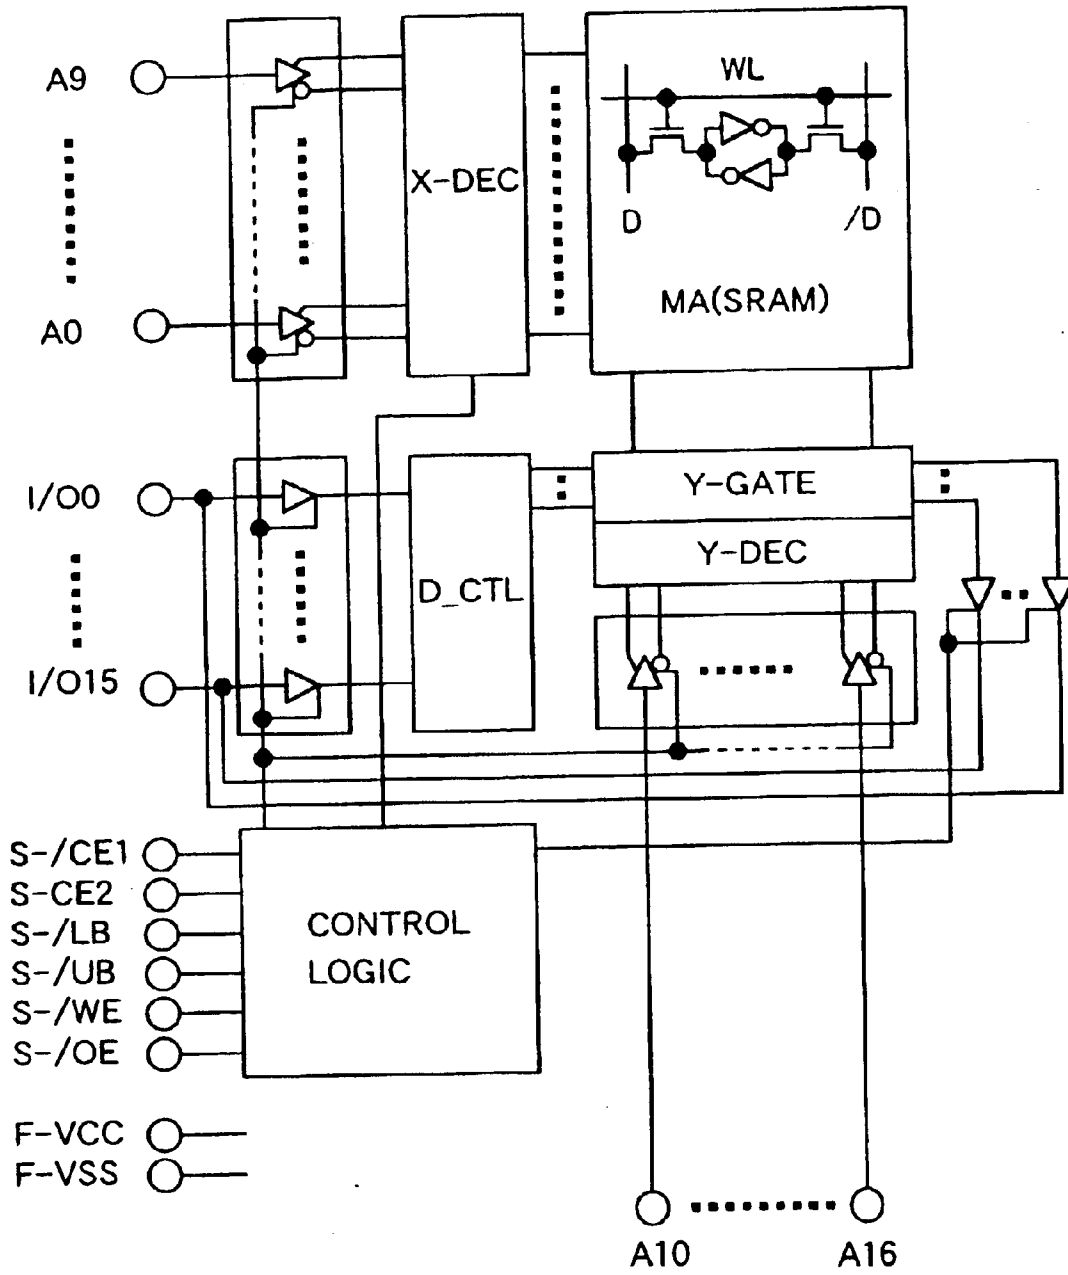 A9
X-DEC
WL
D
/D
MA(SRAM)
A0
I/O0
Y-GATE
Y-DEC
D_CTL
I/O15
S-/CE1
S-CE2
S-/LB
S-/UB
S-/WE
S-/OE
CONTROL
LOGIC
F-VCC
F-VSS
A10
A16